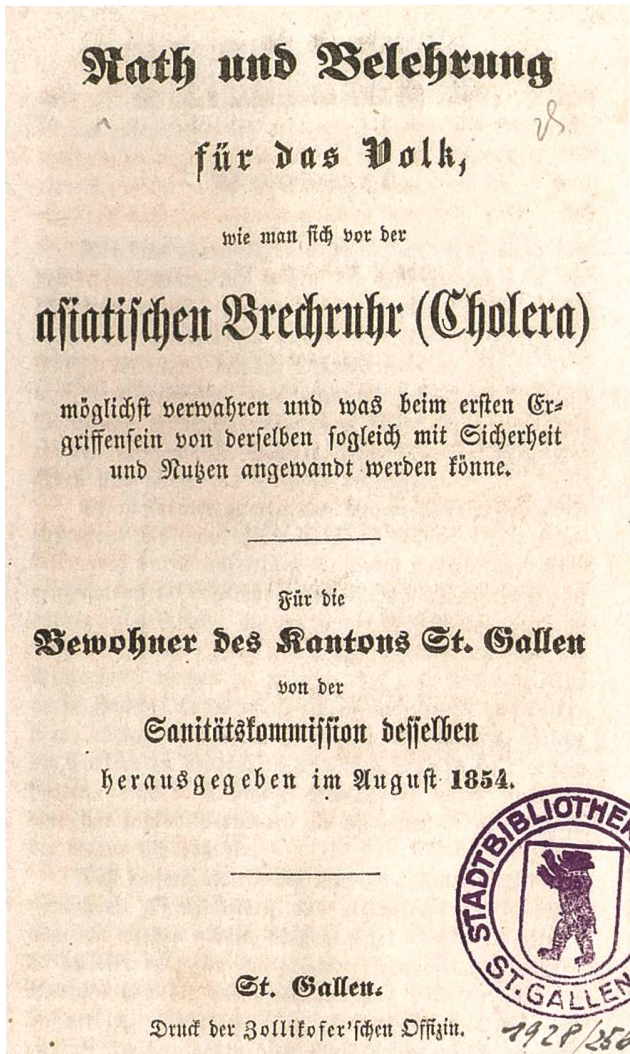 Rath und Belehrung
für das Volk,
wie man sich vor der
asiatischen Brechruhr (Cholera)
möglichst verwahren und was beim ersten Er-
griffensein von derselben sogleich mit Sicherheit
und Nutzen angewandt werden könne.
Für die
Bewohner des Kantons St. Gallen
von der
Sanitätskommission desselben
herausgegeben im August 1854.
STADTBIBLIOTHEK
ST. GALLEN
St. Gallen.
Druck der Zollikofer'schen Offizin.
1928/256